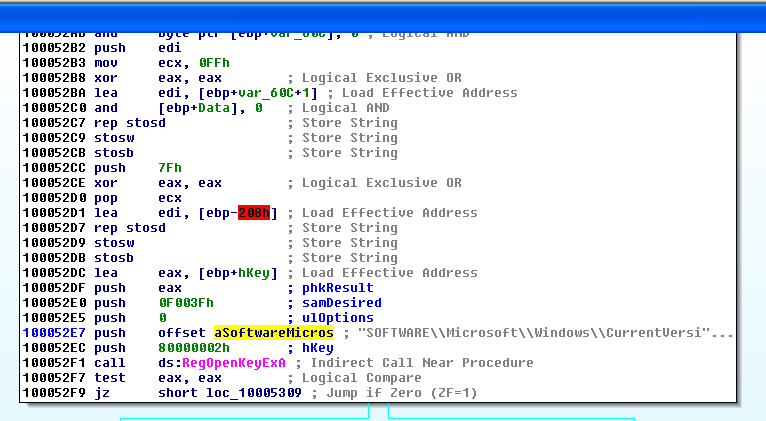 100052AB and byte ptr [ebp+var_60C], 0 ; Logical AND
100052B2 push edi
100052B3 mov ecx, 0FFh
100052B8 xor eax, eax ; Logical Exclusive OR
100052BA lea edi, [ebp+var_60C+1] ; Load Effective Address
100052C0 and [ebp+Data], 0 ; Logical AND
100052C7 rep stosd ; Store String
100052C9 stosw ; Store String
100052CB stosb ; Store String
100052CC push 7Fh
100052CE xor eax, eax ; Logical Exclusive OR
100052D0 pop ecx
100052D1 lea edi, [ebp-20Bh] ; Load Effective Address
100052D7 rep stosd ; Store String
100052D9 stosw ; Store String
100052DB stosb ; Store String
100052DC lea eax, [ebp+hKey] ; Load Effective Address
100052DF push eax ; phkResult
100052E0 push 0F003Fh ; samDesired
100052E5 push 0 ; ulOptions
100052E7 push offset aSoftwareMicros ; "SOFTWARE\\Microsoft\\Windows\\CurrentVersi"...
100052EC push 80000002h ; hKey
100052F1 call ds:RegOpenKeyExA ; Indirect Call Near Procedure
100052F7 test eax, eax ; Logical Compare
100052F9 jz short loc_10005309 ; Jump if Zero (ZF=1)